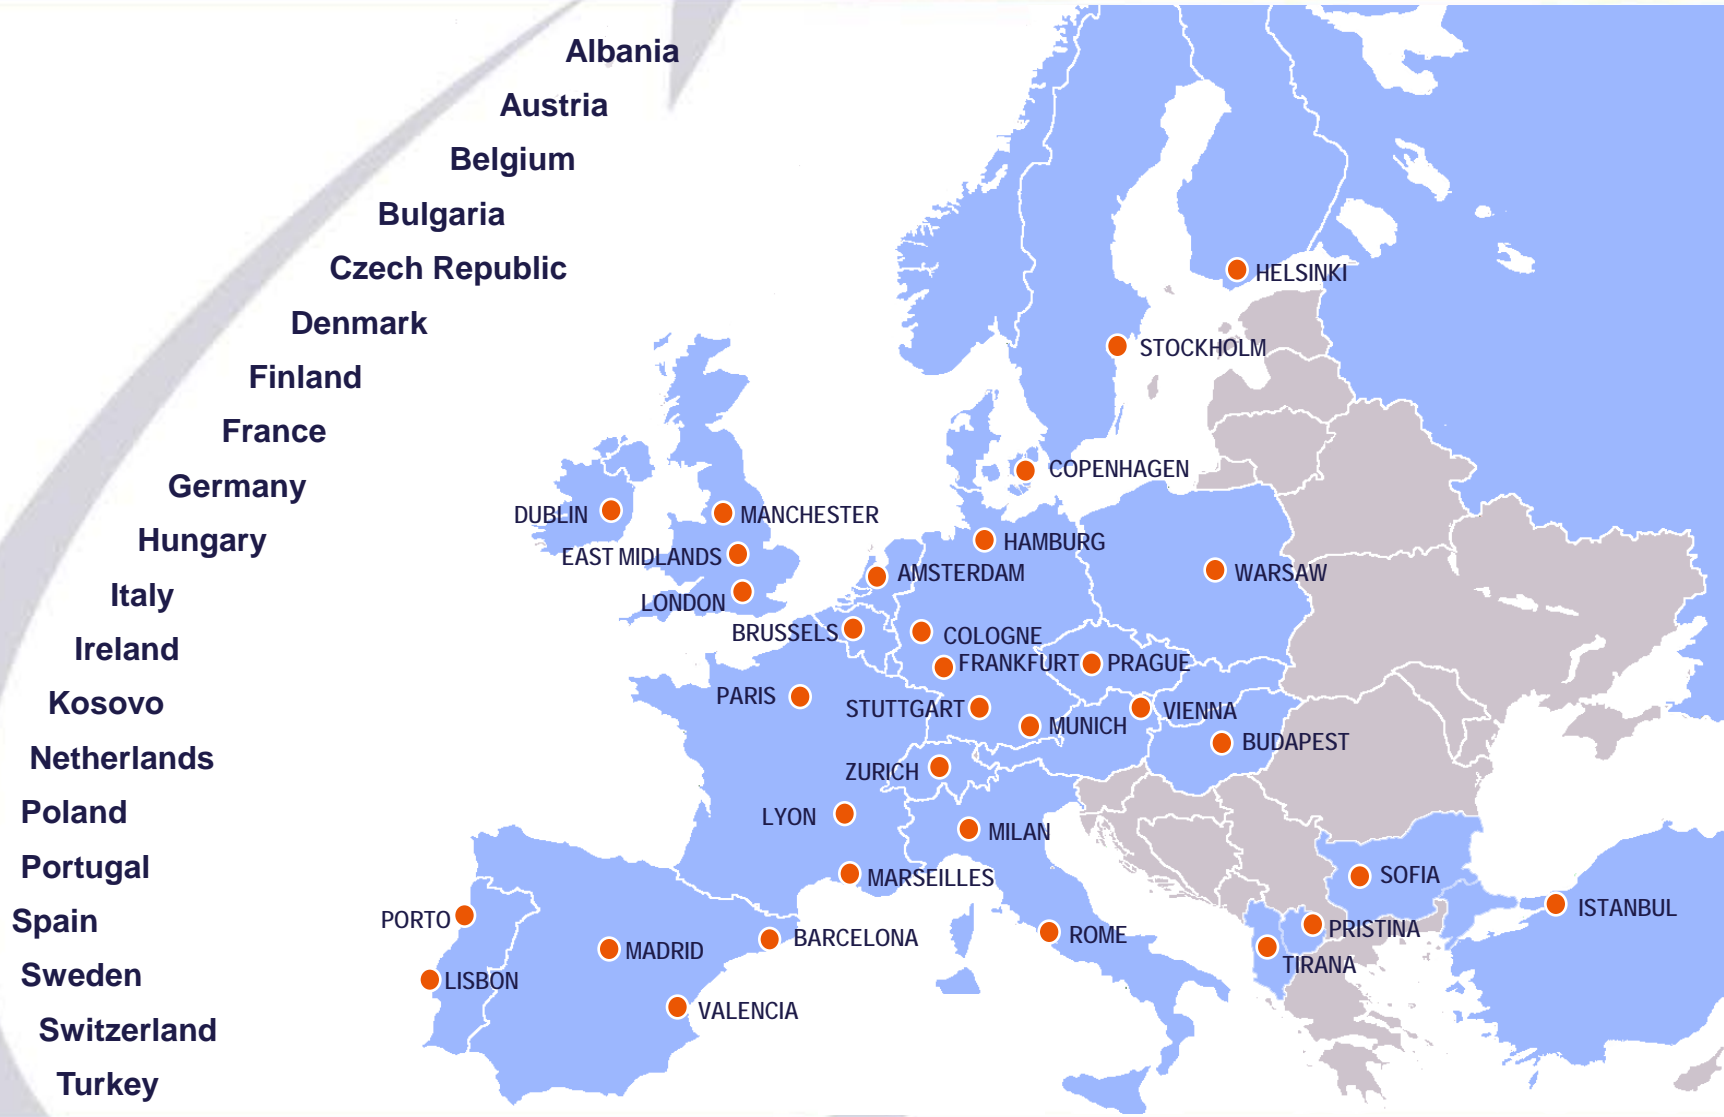 Albania
Austria
Belgium
Bulgaria
Czech Republic
Denmark
Finland
France
Germany
Hungary
Italy
Ireland
Kosovo
Netherlands
Poland
Portugal
Spain
Sweden
Switzerland
Turkey
HELSINKI
STOCKHOLM
COPENHAGEN
DUBLIN
MANCHESTER
HAMBURG
EAST MIDLANDS
AMSTERDAM
WARSAW
LONDON
BRUSSELS
COLOGNE
FRANKFURT
PRAGUE
PARIS
STUTTGART
MUNICH
VIENNA
BUDAPEST
ZURICH
LYON
MILAN
MARSEILLES
SOFIA
ISTANBUL
PORTO
MADRID
BARCELONA
ROME
PRISTINA
TIRANA
LISBON
VALENCIA